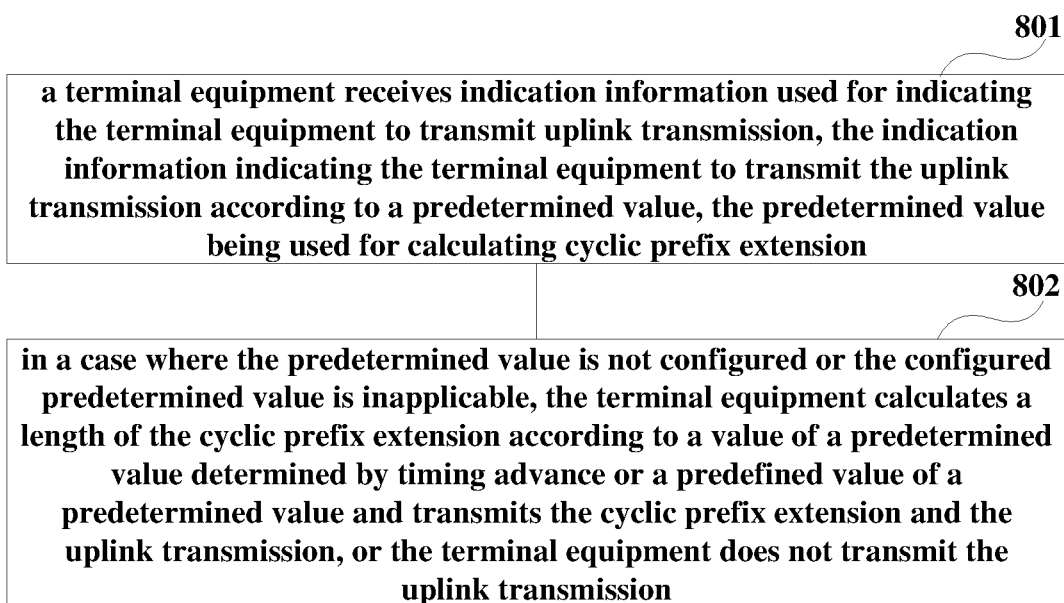 801
a terminal equipment receives indication information used for indicating
the terminal equipment to transmit uplink transmission, the indication
information indicating the terminal equipment to transmit the uplink
transmission according to a predetermined value, the predetermined value
being used for calculating cyclic prefix extension
802
in a case where the predetermined value is not configured or the configured
predetermined value is inapplicable, the terminal equipment calculates a
length of the cyclic prefix extension according to a value of a predetermined
value determined by timing advance or a predefined value of a
predetermined value and transmits the cyclic prefix extension and the
uplink transmission, or the terminal equipment does not transmit the
uplink transmission